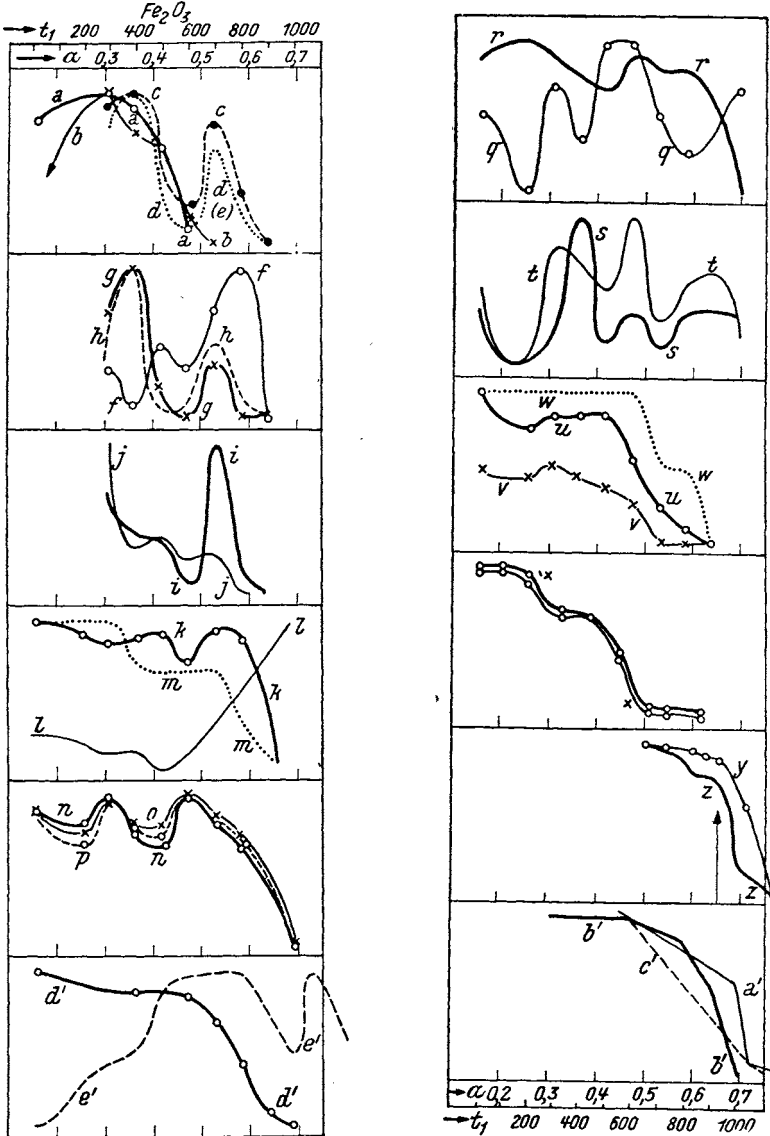 Fe₂O₃
→ t₁ 200 400 600 800 1000
→ a 0,3 0,4 0,5 0,6 0,7
a c a c
b d a d (e) b
g f
h h
f g
j i
i j
k l
m k
l m
n o
p n
d' e'
e' d'
r r
q q
s
t t
s
w
u w
v u
v
x
x
y
z
z
b' c' a'
b'
→ a 0,2 0,3 0,4 0,5 0,6 0,7
→ t₁ 200 400 600 800 1000